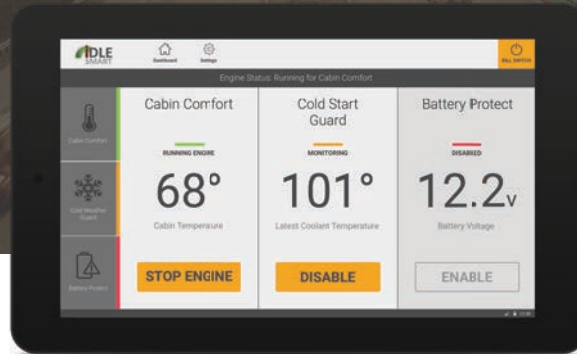 IDLE
SMART
Dashboard
Settings
KILL SWITCH
Engine Status: Running for Cabin Comfort
Cabin Comfort
Cold Weather
Guard
Battery Protect
Cabin Comfort
RUNNING ENGINE
68°
Cabin Temperature
STOP ENGINE
Cold Start
Guard
MONITORING
101°
Latest Coolant Temperature
DISABLE
Battery Protect
DISABLED
12.2v
Battery Voltage
ENABLE